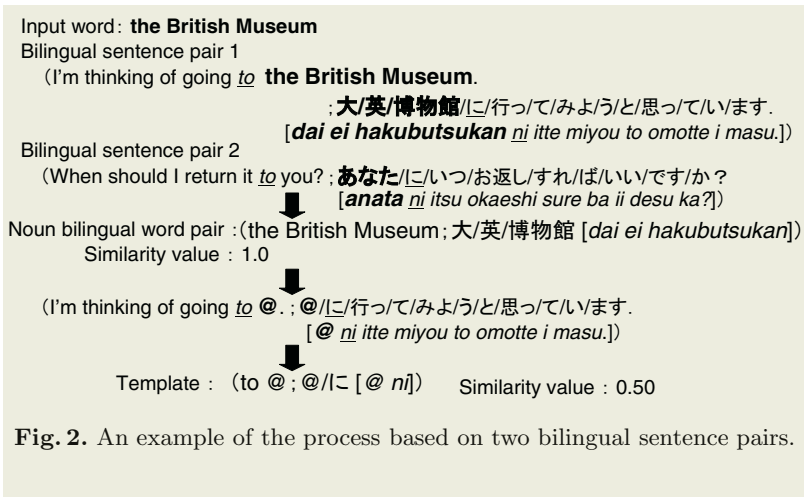 Input word : the British Museum
Bilingual sentence pair 1
(I'm thinking of going to the British Museum.
;大/英/博物館/に/行っ/て/みよ/う/と/思っ/て/い/ます.
[dai ei hakubutsukan ni itte miyou to omotte i masu.])
Bilingual sentence pair 2
(When should I return it to you? ;あなた/に/いつ/お返し/すれ/ば/いい/です/か？
[anata ni itsu okaeshi sure ba ii desu ka?])
Noun bilingual word pair :(the British Museum;大/英/博物館 [dai ei hakubutsukan])
Similarity value : 1.0
(I'm thinking of going to @. ;@/に/行っ/て/みよ/う/と/思っ/て/い/ます.
[@ ni itte miyou to omotte i masu.])
Template : (to @;@/に [@ ni]) Similarity value : 0.50
Fig. 2. An example of the process based on two bilingual sentence pairs.